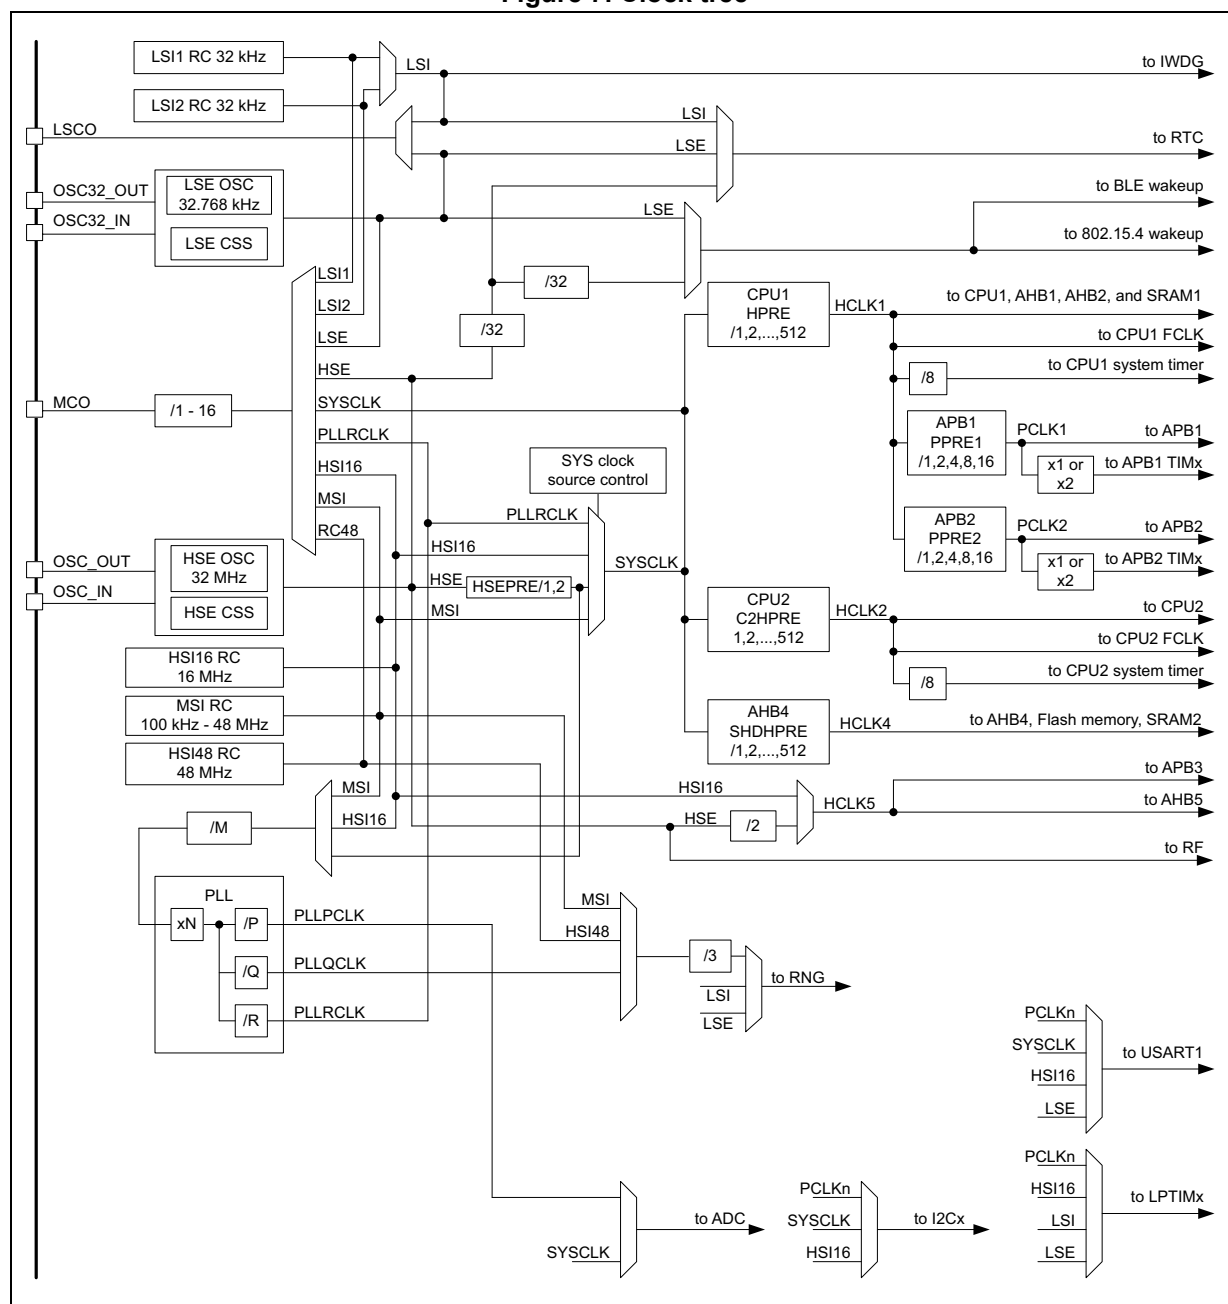 LSI1 RC 32 kHz
LSI
to IWDG
LSI2 RC 32 kHz
LSCO
LSI
LSE
to RTC
OSC32_OUT
LSE OSC
32.768 kHz
OSC32_IN
LSE CSS
LSE
to BLE wakeup
to 802.15.4 wakeup
LSI1
LSI2
LSE
HSE
SYSCLK
PLLRCLK
HSI16
MSI
RC48
/32
/32
CPU1
HPRE
/1,2,...,512
HCLK1
to CPU1, AHB1, AHB2, and SRAM1
to CPU1 FCLK
/8
to CPU1 system timer
MCO
/1 - 16
APB1
PPRE1
/1,2,4,8,16
PCLK1
to APB1
x1 or
x2
to APB1 TIMx
SYS clock
source control
PLLRCLK
HSI16
HSE
HSEPRE/1,2
MSI
SYSCLK
APB2
PPRE2
/1,2,4,8,16
PCLK2
to APB2
x1 or
x2
to APB2 TIMx
OSC_OUT
HSE OSC
32 MHz
OSC_IN
HSE CSS
CPU2
C2HPRE
1,2,...,512
HCLK2
to CPU2
to CPU2 FCLK
/8
to CPU2 system timer
HSI16 RC
16 MHz
MSI RC
100 kHz - 48 MHz
HSI48 RC
48 MHz
AHB4
SHDHPRE
/1,2,...,512
HCLK4
to AHB4, Flash memory, SRAM2
MSI
HSI16
/M
HSI16
HSE
/2
HCLK5
to APB3
to AHB5
to RF
PLL
xN
/P
PLLPCLK
/Q
PLLQCLK
/R
PLLRCLK
MSI
HSI48
/3
LSI
LSE
to RNG
PCLKn
SYSCLK
HSI16
LSE
to USART1
SYSCLK
to ADC
PCLKn
SYSCLK
HSI16
to I2Cx
PCLKn
HSI16
LSI
LSE
to LPTIMx